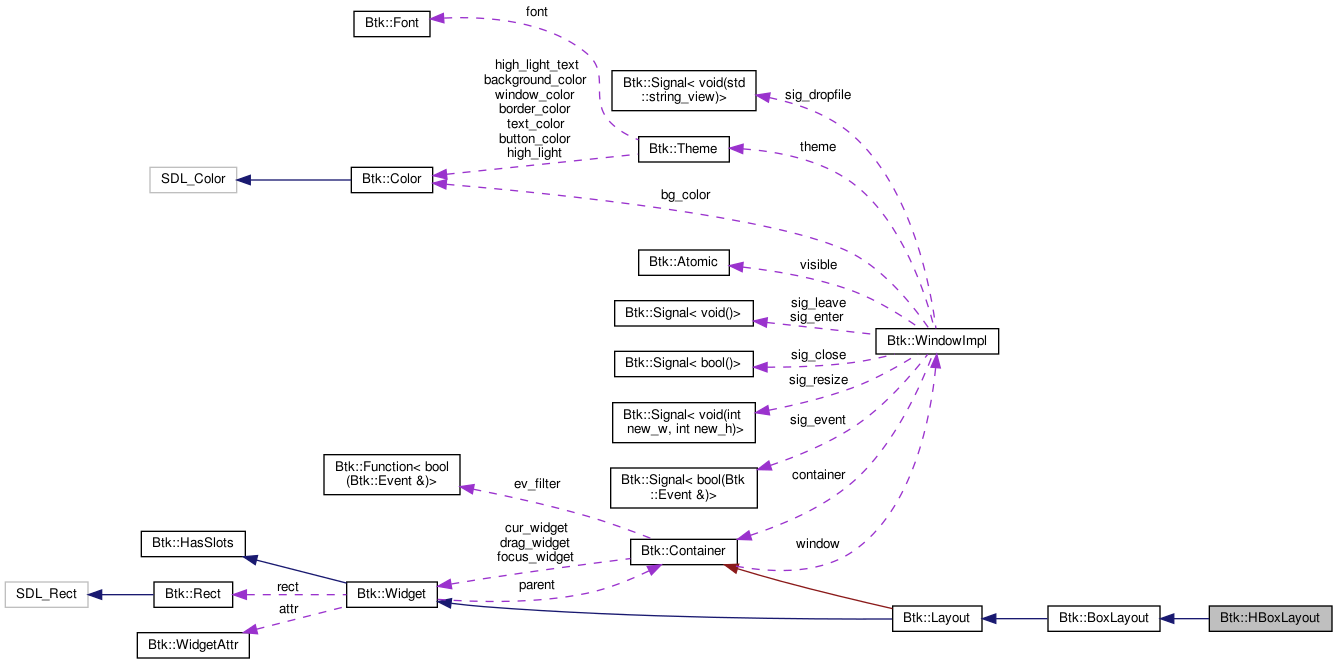 font
Btk::Font
high_light_text
background_color
window_color
border_color
text_color
button_color
high_light
Btk::Signal< void(std
::string_view)>
sig_dropfile
Btk::Theme
theme
SDL_Color
Btk::Color
bg_color
Btk::Atomic
visible
Btk::Signal< void()>
sig_leave
sig_enter
Btk::WindowImpl
Btk::Signal< bool()>
sig_close
sig_resize
Btk::Signal< void(int
new_w, int new_h)>
sig_event
Btk::Function< bool
(Btk::Event &)>
ev_filter
Btk::Signal< bool(Btk
::Event &)>
container
Btk::HasSlots
cur_widget
drag_widget
focus_widget
Btk::Container
window
SDL_Rect
Btk::Rect
rect
Btk::Widget
parent
attr
Btk::WidgetAttr
Btk::Layout
Btk::BoxLayout
Btk::HBoxLayout